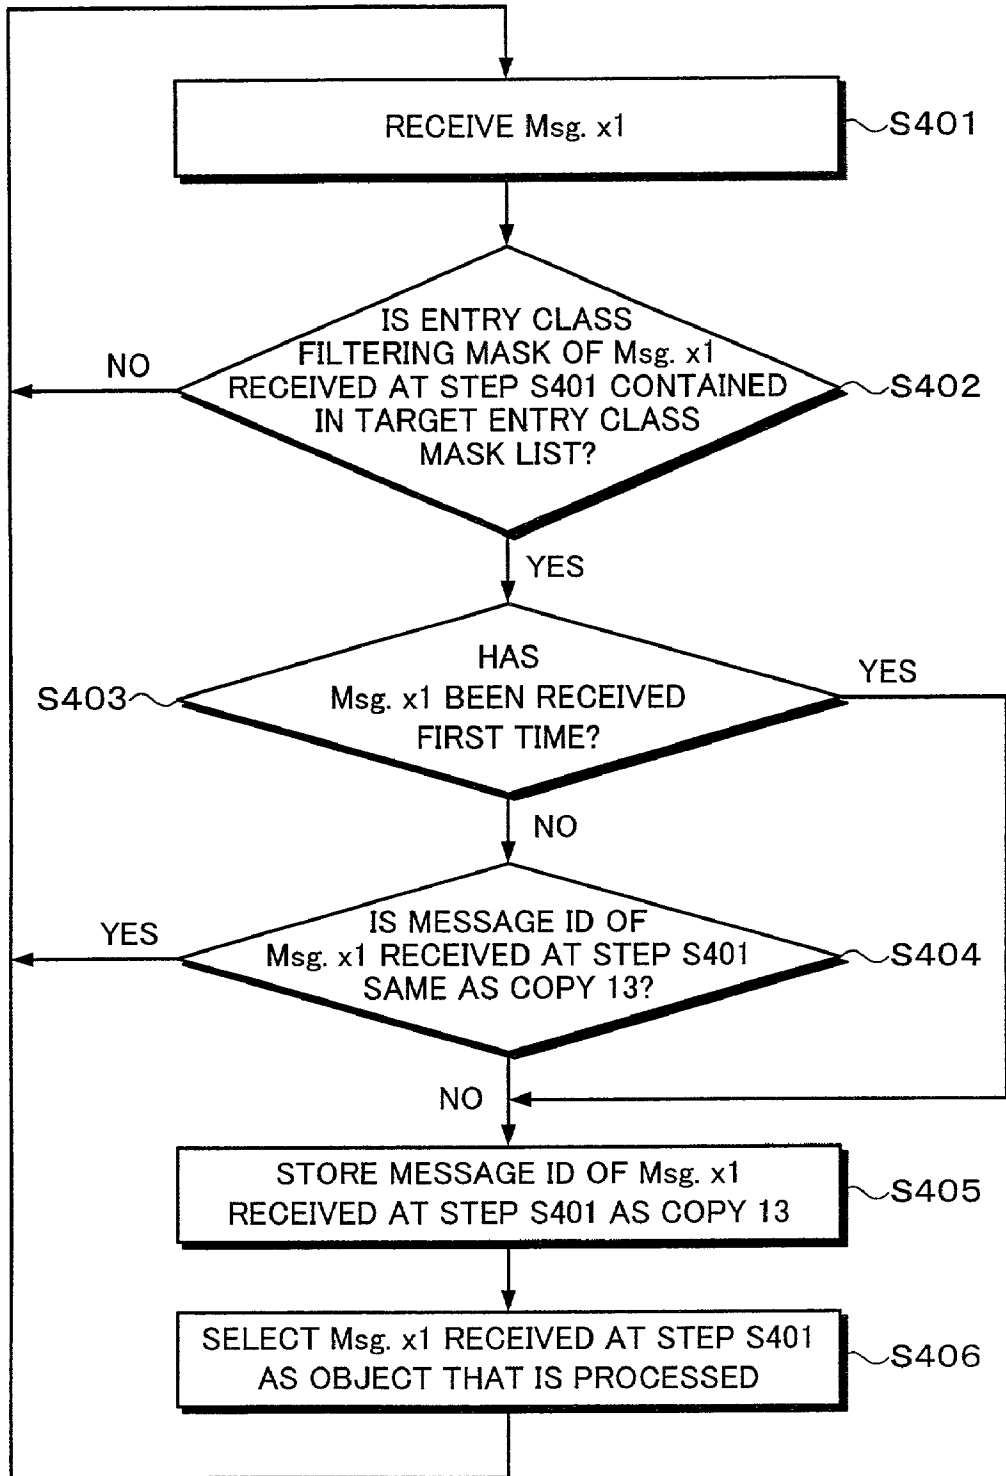 RECEIVE Msg. x1
S401
IS ENTRY CLASS
FILTERING MASK OF Msg. x1
RECEIVED AT STEP S401 CONTAINED
IN TARGET ENTRY CLASS
MASK LIST?
S402
NO
YES
HAS
Msg. x1 BEEN RECEIVED
FIRST TIME?
S403
YES
NO
IS MESSAGE ID OF
Msg. x1 RECEIVED AT STEP S401
SAME AS COPY 13?
S404
YES
NO
STORE MESSAGE ID OF Msg. x1
RECEIVED AT STEP S401 AS COPY 13
S405
SELECT Msg. x1 RECEIVED AT STEP S401
AS OBJECT THAT IS PROCESSED
S406